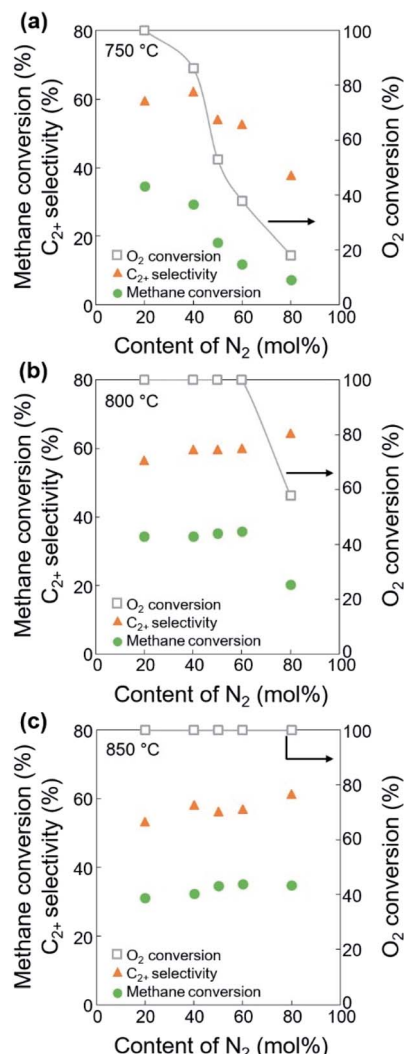 (a)
750 °C
Methane conversion (%)
C₂₊ selectivity (%)
80
60
40
20
0
O₂ conversion
C₂₊ selectivity
Methane conversion
100
80
60
40
20
0
O₂ conversion (%)
0 20 40 60 80 100
Content of N₂ (mol%)
(b)
800 °C
Methane conversion (%)
C₂₊ selectivity (%)
80
60
40
20
0
O₂ conversion
C₂₊ selectivity
Methane conversion
100
80
60
40
20
0
O₂ conversion (%)
0 20 40 60 80 100
Content of N₂ (mol%)
(c)
850 °C
Methane conversion (%)
C₂₊ selectivity (%)
80
60
40
20
0
O₂ conversion
C₂₊ selectivity
Methane conversion
100
80
60
40
20
0
O₂ conversion (%)
0 20 40 60 80 100
Content of N₂ (mol%)